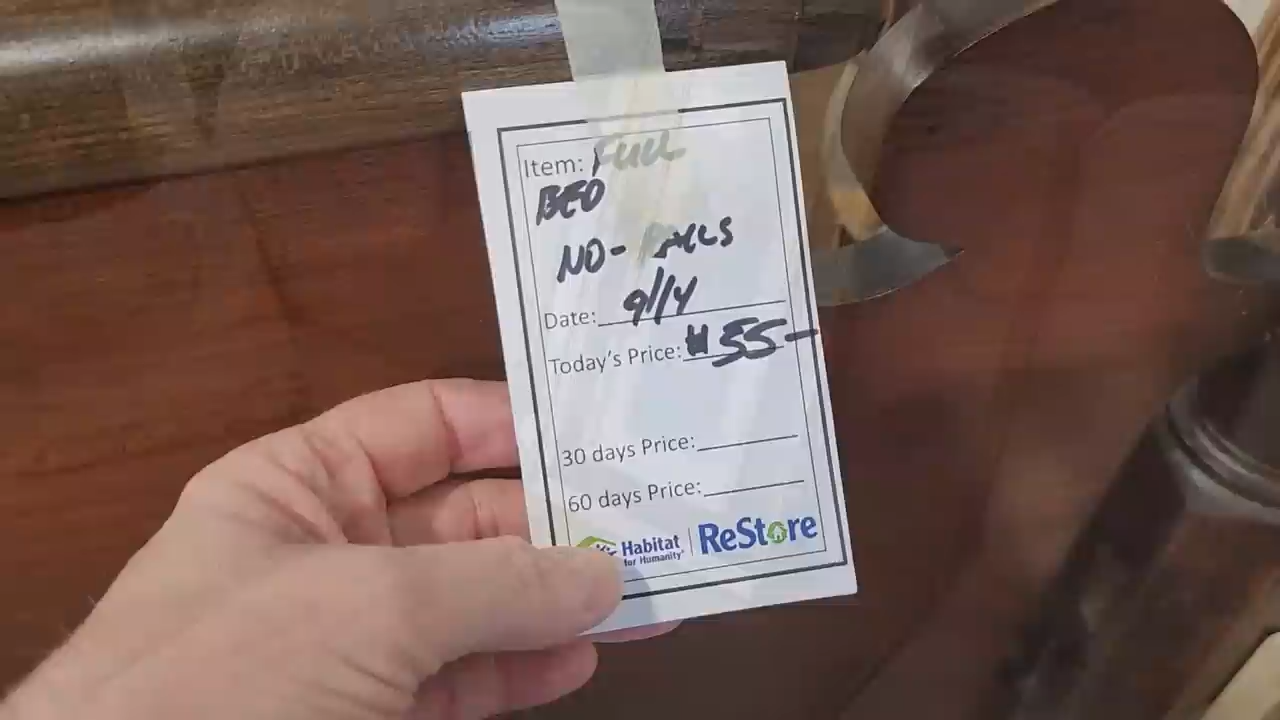 Item: FULL
BED
NO-RAILS
Date: 9/14
Today's Price: $55-
30 days Price:
60 days Price:
Habitat for Humanity® | ReStore